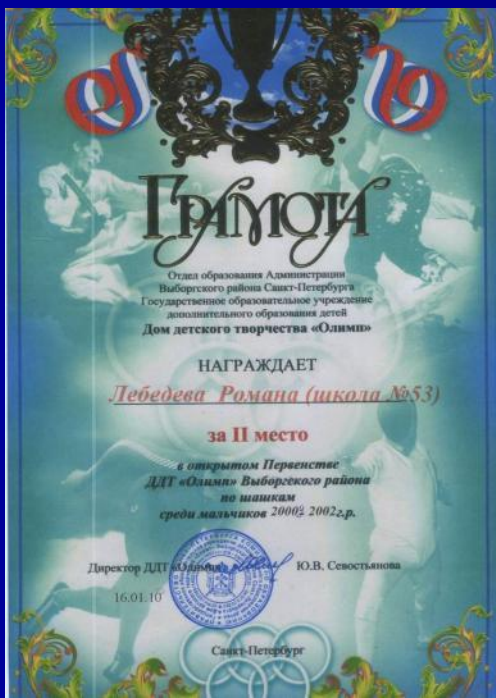 ГРАМОТА
Отдел образования Администрации
Выборгского района Санкт-Петербурга
Государственное образовательное учреждение
дополнительного образования детей
Дом детского творчества «Олимп»
НАГРАЖДАЕТ
Лебедева Романа (школа №53)
за II место
в открытом Первенстве
ДДТ «Олимп» Выборгского района
по шашкам
среди мальчиков 2000 2002г.р.
Директор ДДТ «Олимп» Ю.В. Севостьянова
16.01.10
Санкт-Петербург